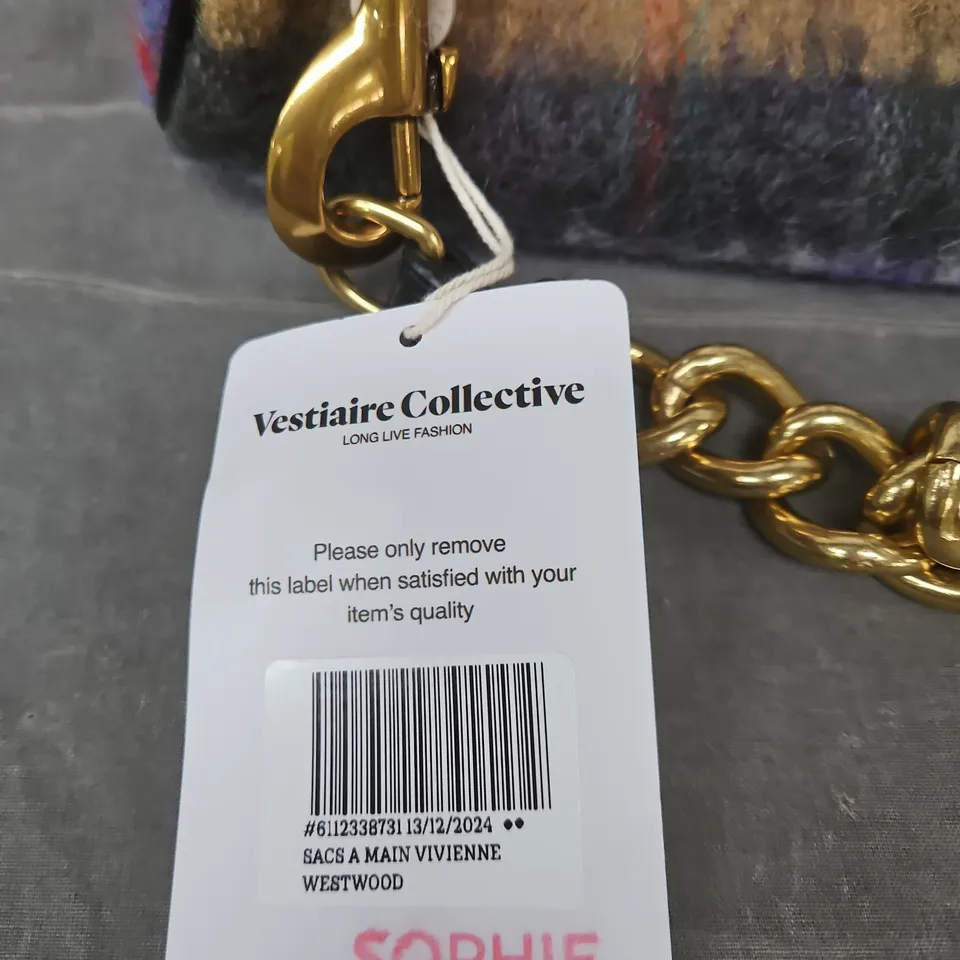 Vestiaire Collective
LONG LIVE FASHION
Please only remove
this label when satisfied with your
item's quality
#6112338731 13/12/2024 ●●
SACS A MAIN VIVIENNE
WESTWOOD
SOPHIE